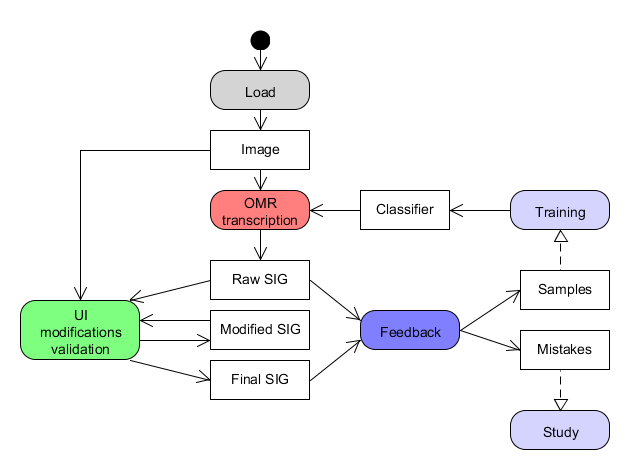 Load
Image
OMR
transcription
Classifier
Training
Raw SIG
Samples
UI
modifications
validation
Modified SIG
Feedback
Mistakes
Final SIG
Study